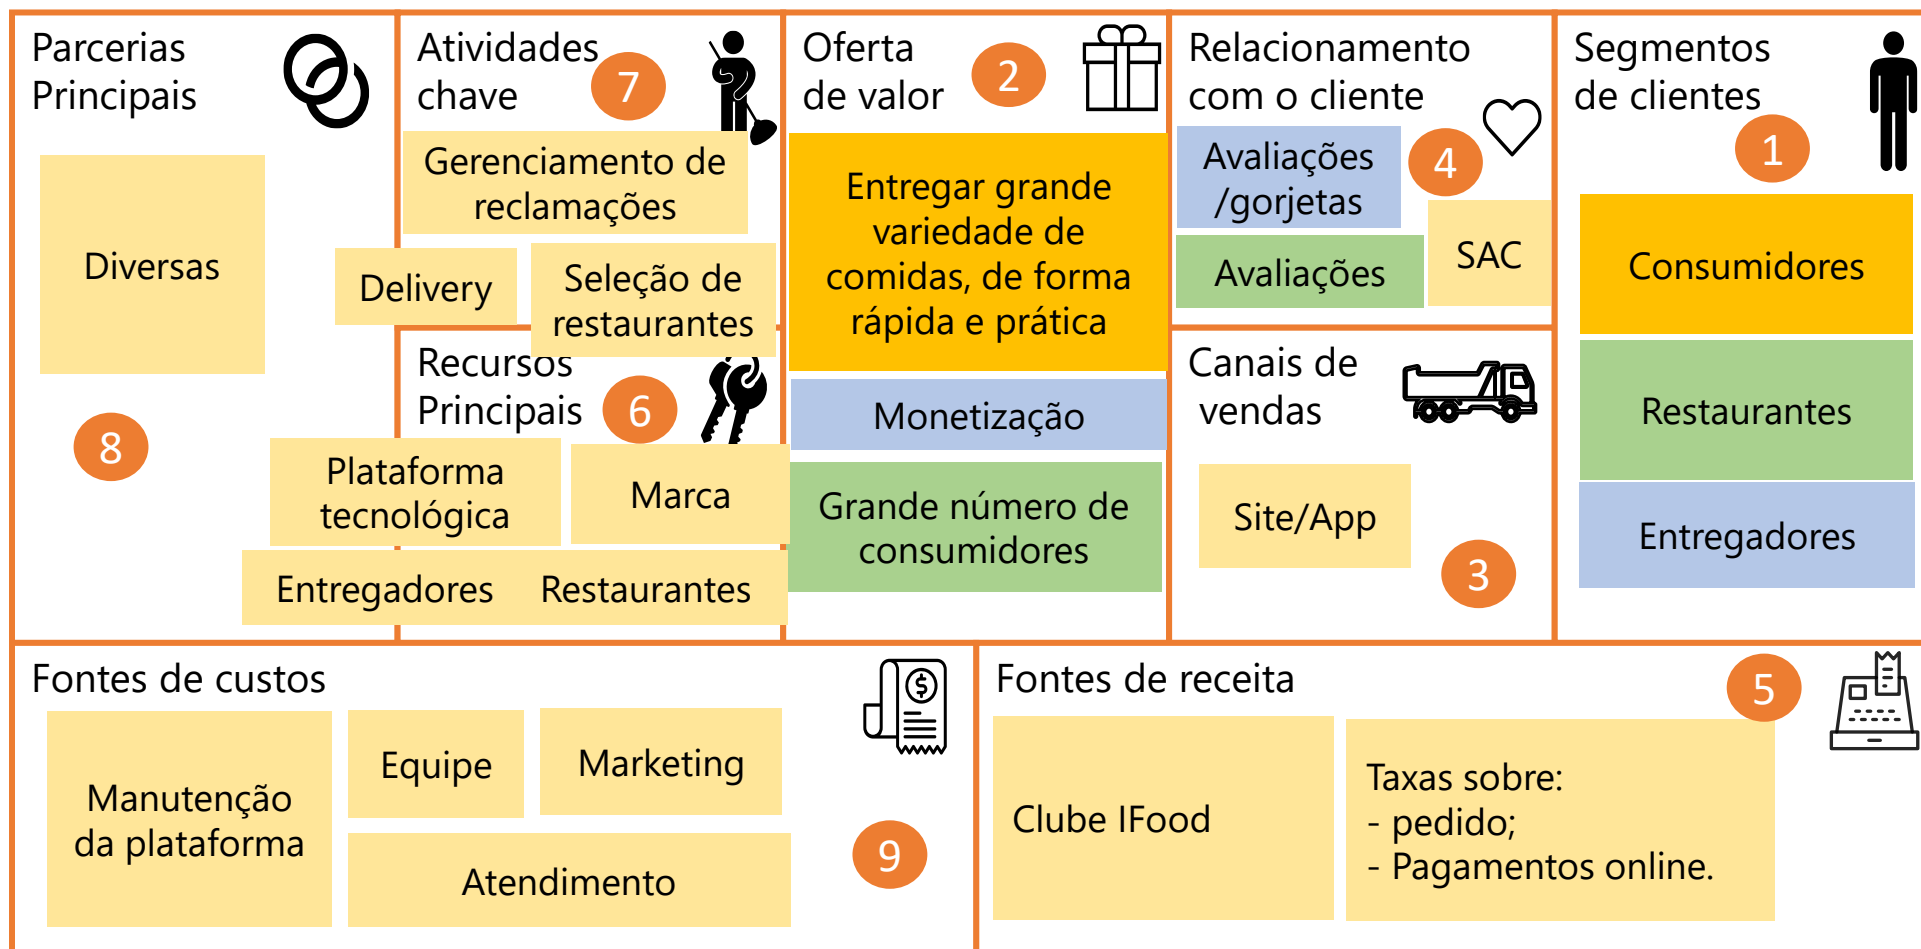 Parcerias
Principais
Diversas
8
Atividades
chave
7
Gerenciamento de
reclamações
Delivery
Seleção de
restaurantes
Recursos
Principais
6
Plataforma
tecnológica
Marca
Entregadores
Restaurantes
Oferta
de valor
2
Entregar grande
variedade de
comidas, de forma
rápida e prática
Monetização
Grande número de
consumidores
Relacionamento
com o cliente
4
Avaliações
/gorjetas
Avaliações
SAC
Canais de
vendas
Site/App
3
Segmentos
de clientes
1
Consumidores
Restaurantes
Entregadores
Fontes de custos
$
Manutenção
da plataforma
Equipe
Marketing
Atendimento
9
Fontes de receita
5
Clube IFood
Taxas sobre:
- pedido;
- Pagamentos online.